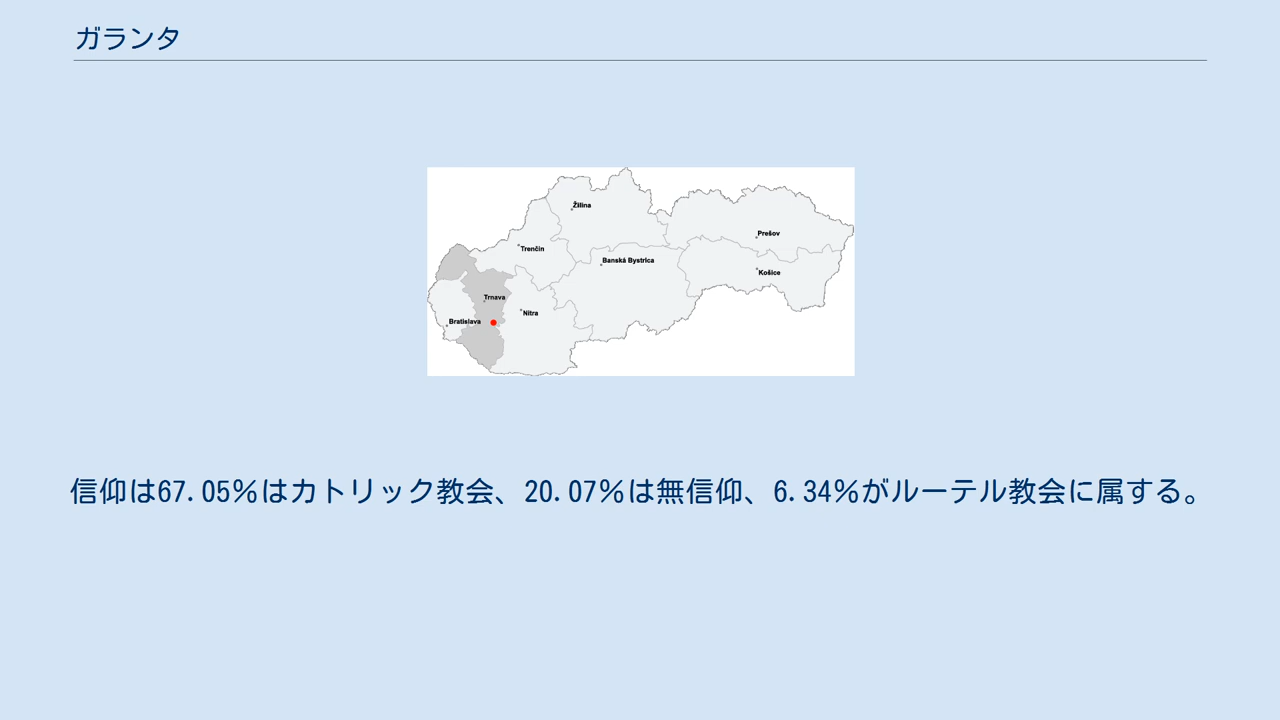 ガランタ
Žilina
Prešov
Trenčín
Banská Bystrica
Košice
Trnava
Nitra
Bratislava
信仰は67.05%はカトリック教会、20.07%は無信仰、6.34%がルーテル教会に属する。